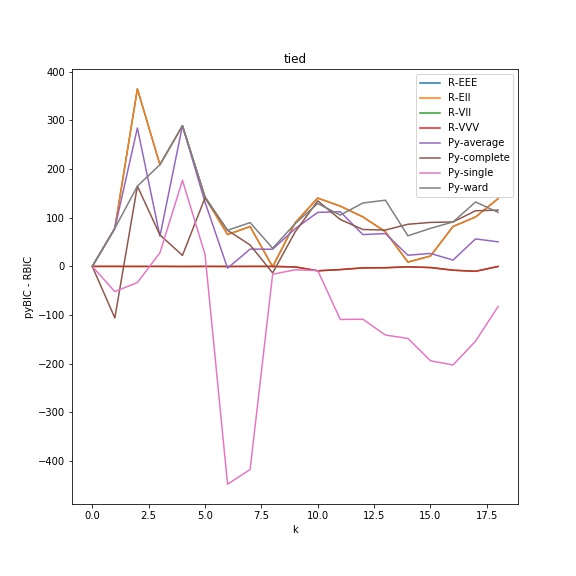 tied
400
300
200
100
0
−100
−200
−300
−400
pyBIC - RBIC
R-EEE
R-EII
R-VII
R-VVV
Py-average
Py-complete
Py-single
Py-ward
0.0 2.5 5.0 7.5 10.0 12.5 15.0 17.5
k